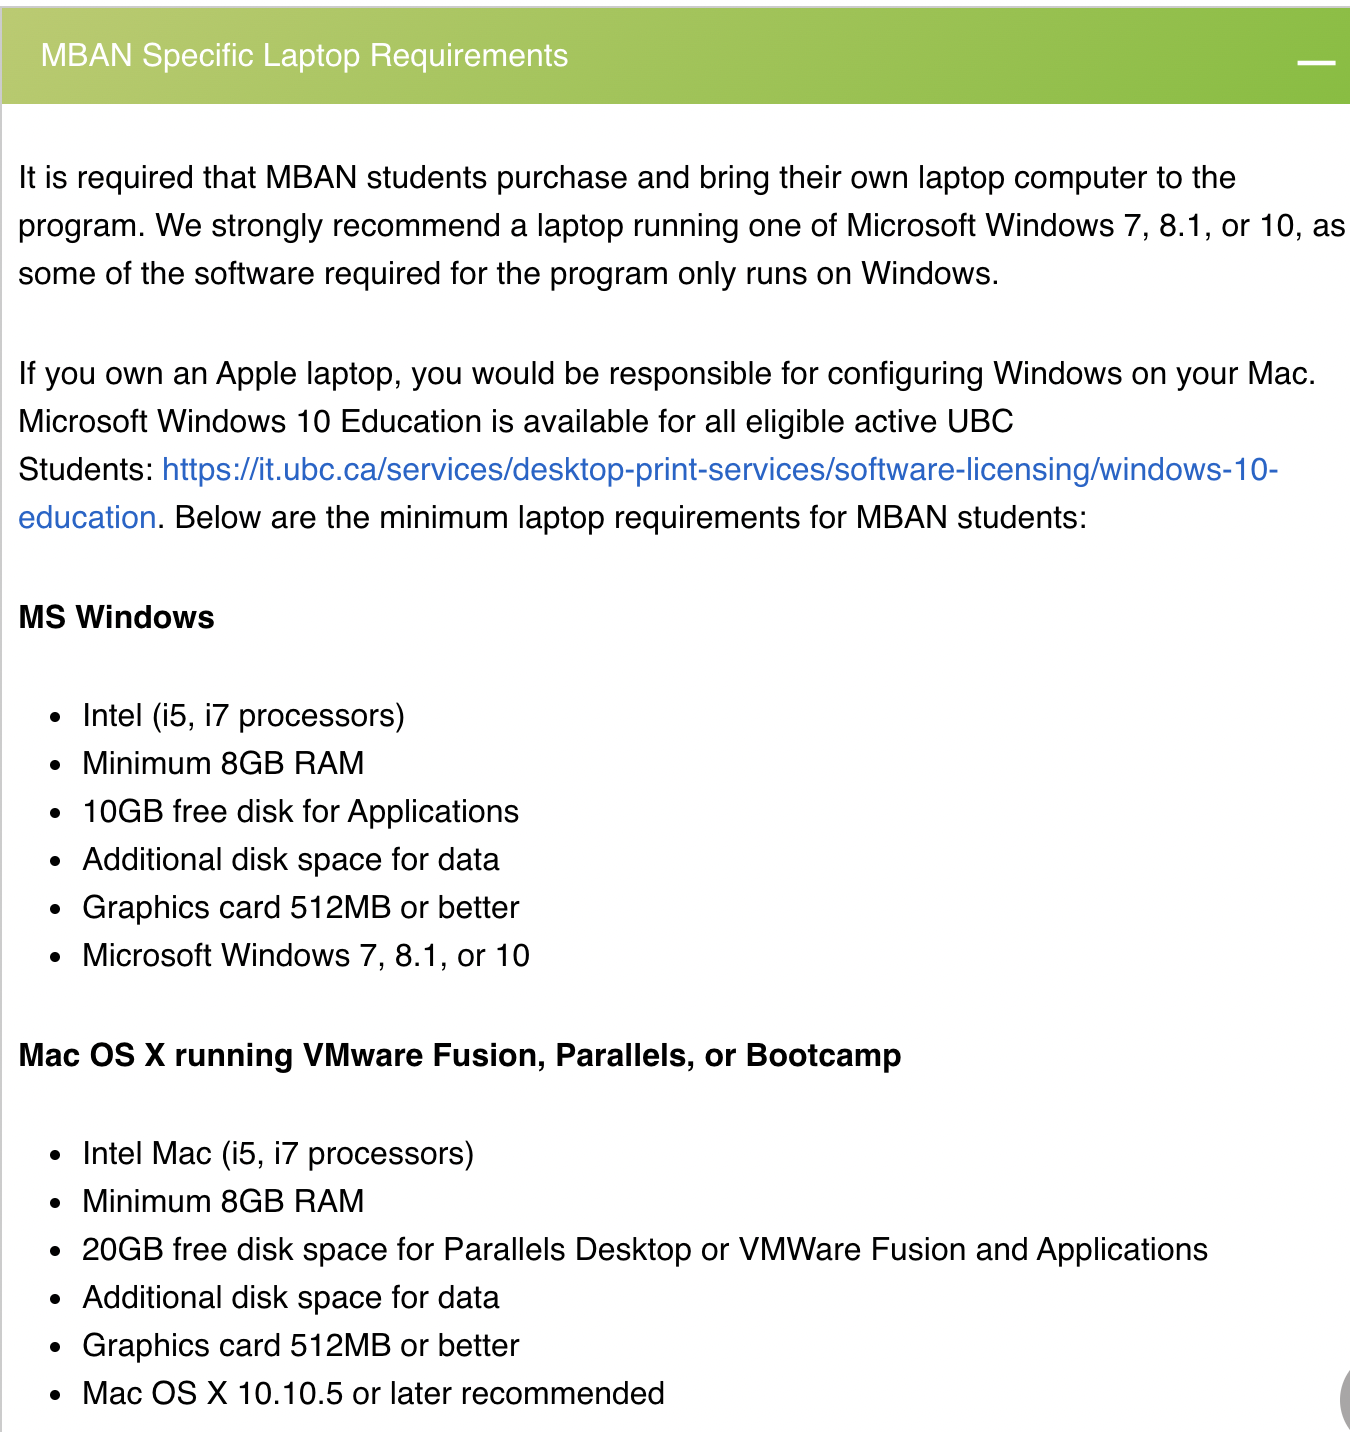 MBAN Specific Laptop Requirements
It is required that MBAN students purchase and bring their own laptop computer to the
program. We strongly recommend a laptop running one of Microsoft Windows 7, 8.1, or 10, as
some of the software required for the program only runs on Windows.
If you own an Apple laptop, you would be responsible for configuring Windows on your Mac.
Microsoft Windows 10 Education is available for all eligible active UBC
Students: https://it.ubc.ca/services/desktop-print-services/software-licensing/windows-10-
education. Below are the minimum laptop requirements for MBAN students:
MS Windows
• Intel (i5, i7 processors)
• Minimum 8GB RAM
• 10GB free disk for Applications
• Additional disk space for data
• Graphics card 512MB or better
• Microsoft Windows 7, 8.1, or 10
Mac OS X running VMware Fusion, Parallels, or Bootcamp
• Intel Mac (i5, i7 processors)
• Minimum 8GB RAM
• 20GB free disk space for Parallels Desktop or VMWare Fusion and Applications
• Additional disk space for data
• Graphics card 512MB or better
• Mac OS X 10.10.5 or later recommended